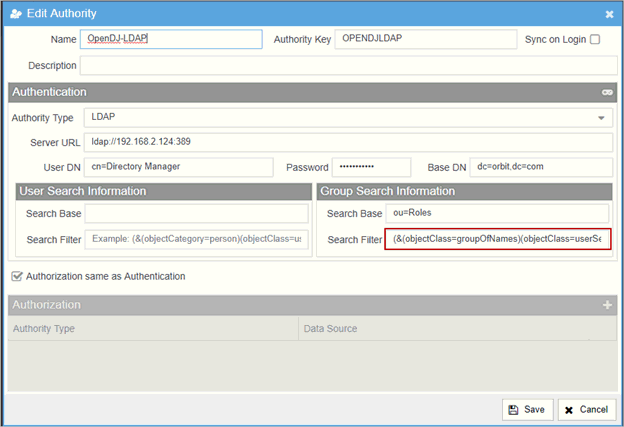 Edit Authority
Name OpenDJ-LDAP Authority Key OPENDJLDAP Sync on Login
Description
Authentication
Authority Type LDAP
Server URL ldap://192.168.2.124:389
User DN cn=Directory Manager Password ••••••••••• Base DN dc=orbit,dc=com
User Search Information Group Search Information
Search Base Search Base ou=Roles
Search Filter Example: (&(objectCategory=person)(objectClass=us Search Filter (&(objectClass=groupOfNames)(objectClass=userSe
Authorization same as Authentication
Authorization
Authority Type Data Source
Save Cancel